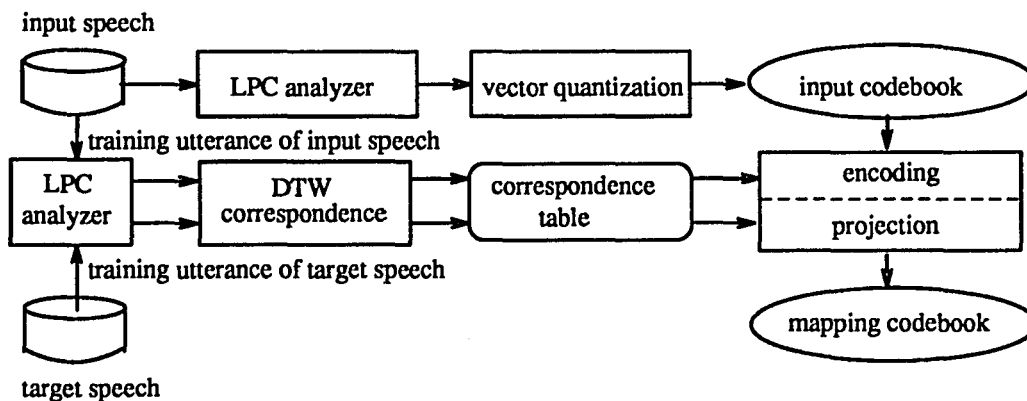 input speech
LPC analyzer
vector quantization
input codebook
training utterance of input speech
LPC
analyzer
DTW
correspondence
correspondence
table
encoding
projection
training utterance of target speech
mapping codebook
target speech